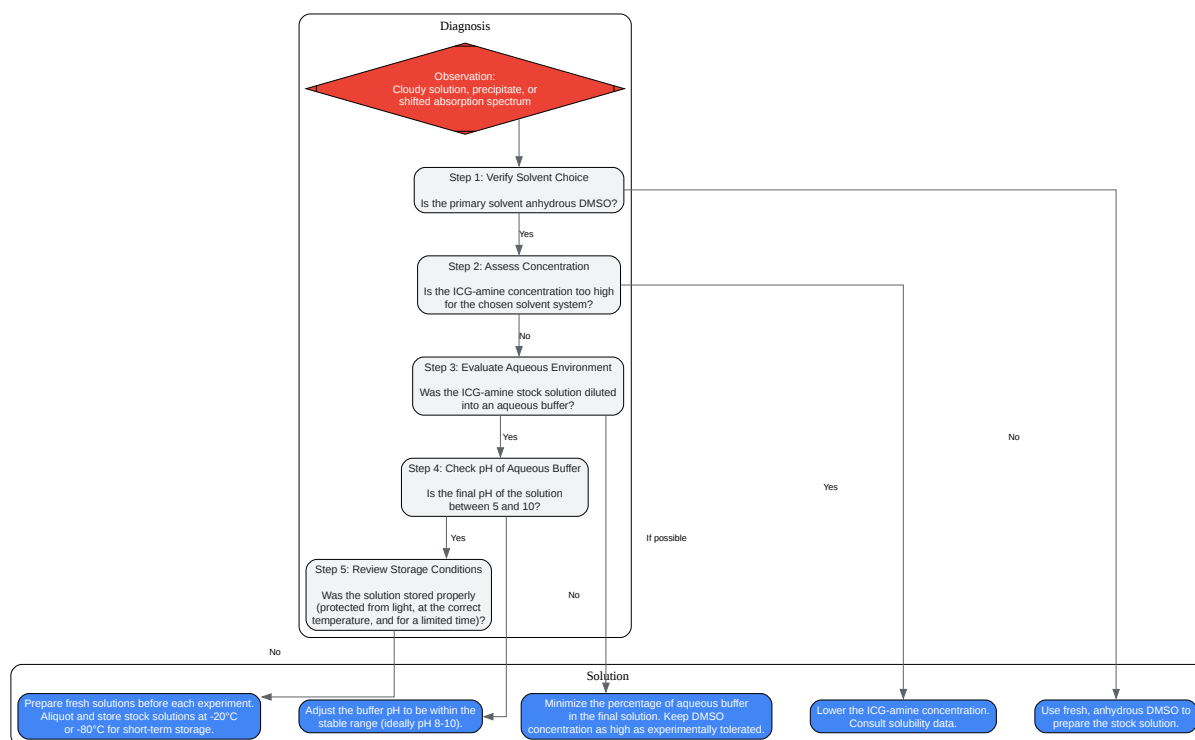 Diagnosis
Observation:
Cloudy solution, precipitate, or
shifted absorption spectrum
Step 1: Verify Solvent Choice
Is the primary solvent anhydrous DMSO?
Yes
Step 2: Assess Concentration
Is the ICG-amine concentration too high
for the chosen solvent system?
No
Step 3: Evaluate Aqueous Environment
Was the ICG-amine stock solution diluted
into an aqueous buffer?
Yes
No
Step 4: Check pH of Aqueous Buffer
Is the final pH of the solution
between 5 and 10?
Yes
Yes
If possible
Step 5: Review Storage Conditions
Was the solution stored properly
(protected from light, at the correct
temperature, and for a limited time)?
No
No
Solution
Prepare fresh solutions before each experiment.
Aliquot and store stock solutions at -20°C
or -80°C for short-term storage.
Adjust the buffer pH to be within the
stable range (ideally pH 8-10).
Minimize the percentage of aqueous buffer
in the final solution. Keep DMSO
concentration as high as experimentally tolerated.
Lower the ICG-amine concentration.
Consult solubility data.
Use fresh, anhydrous DMSO to
prepare the stock solution.